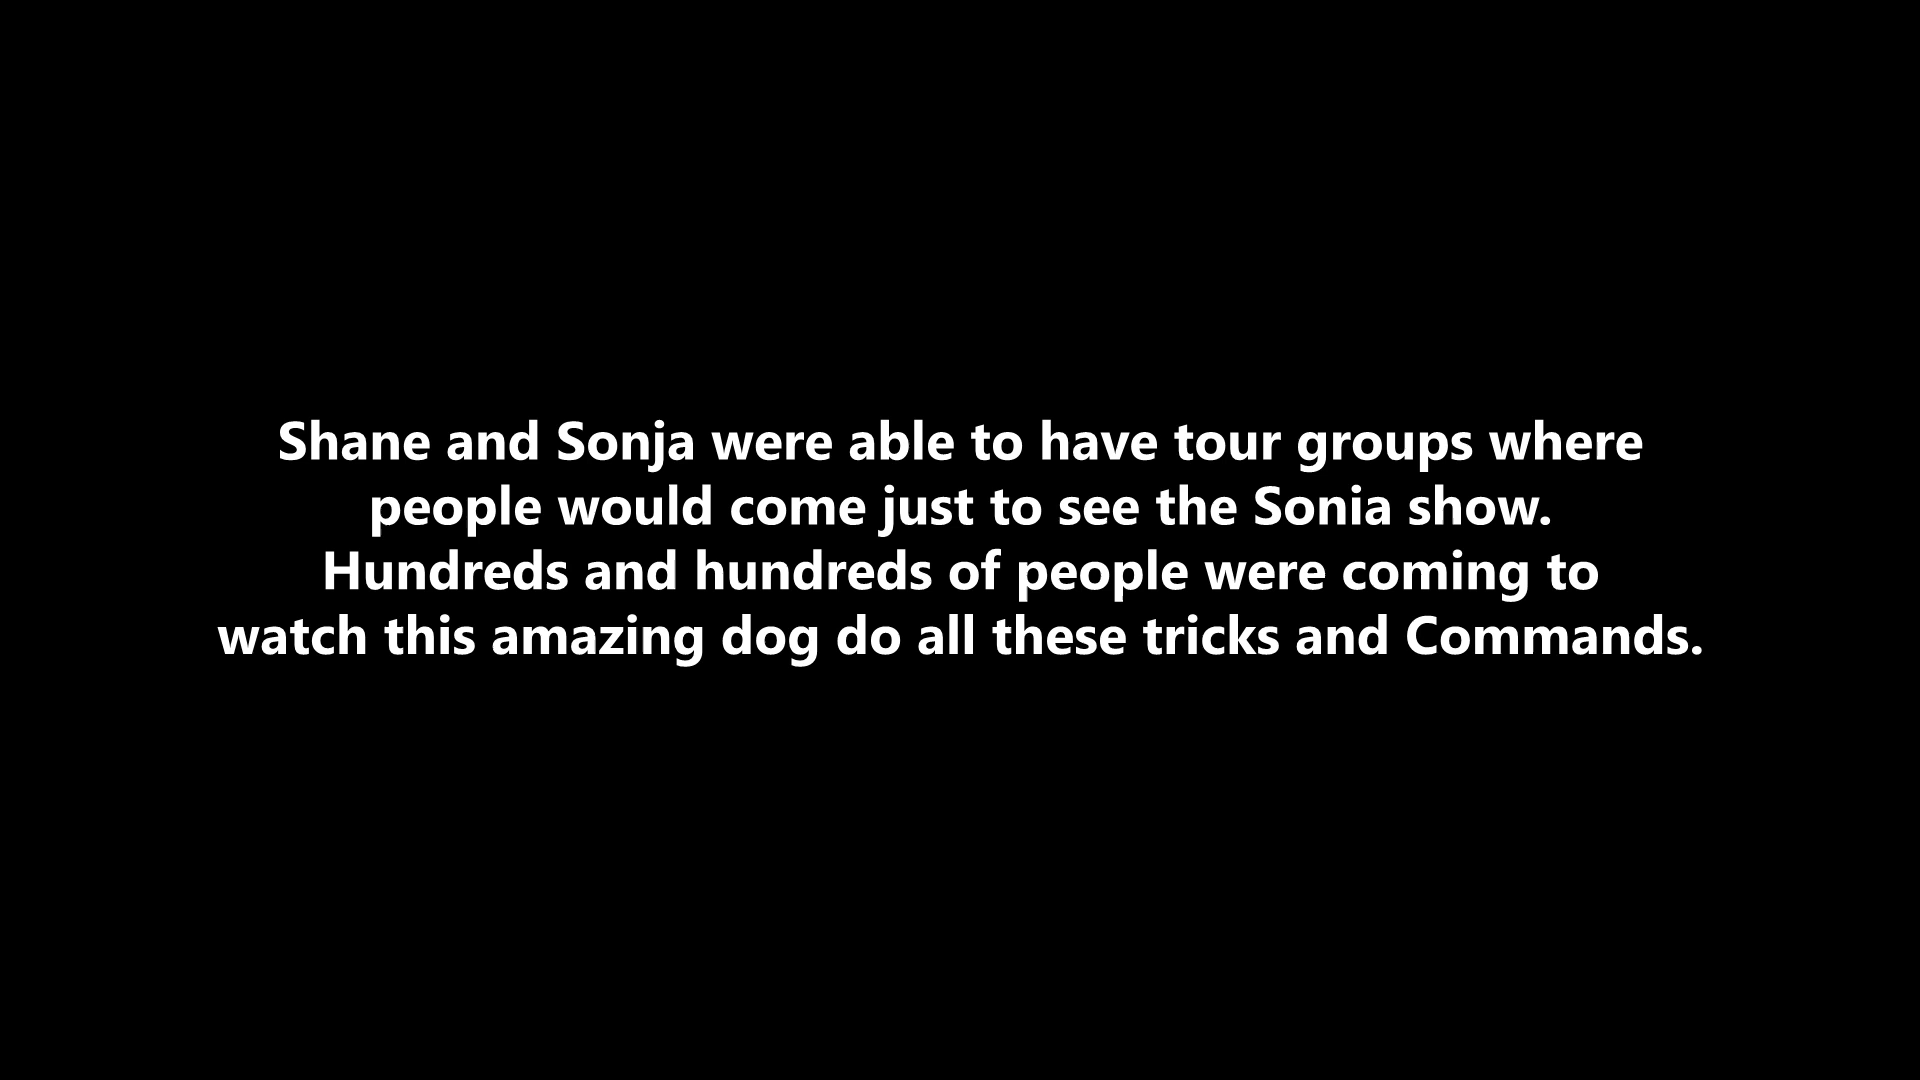 Shane and Sonja were able to have tour groups where
people would come just to see the Sonia show.
Hundreds and hundreds of people were coming to
watch this amazing dog do all these tricks and Commands.